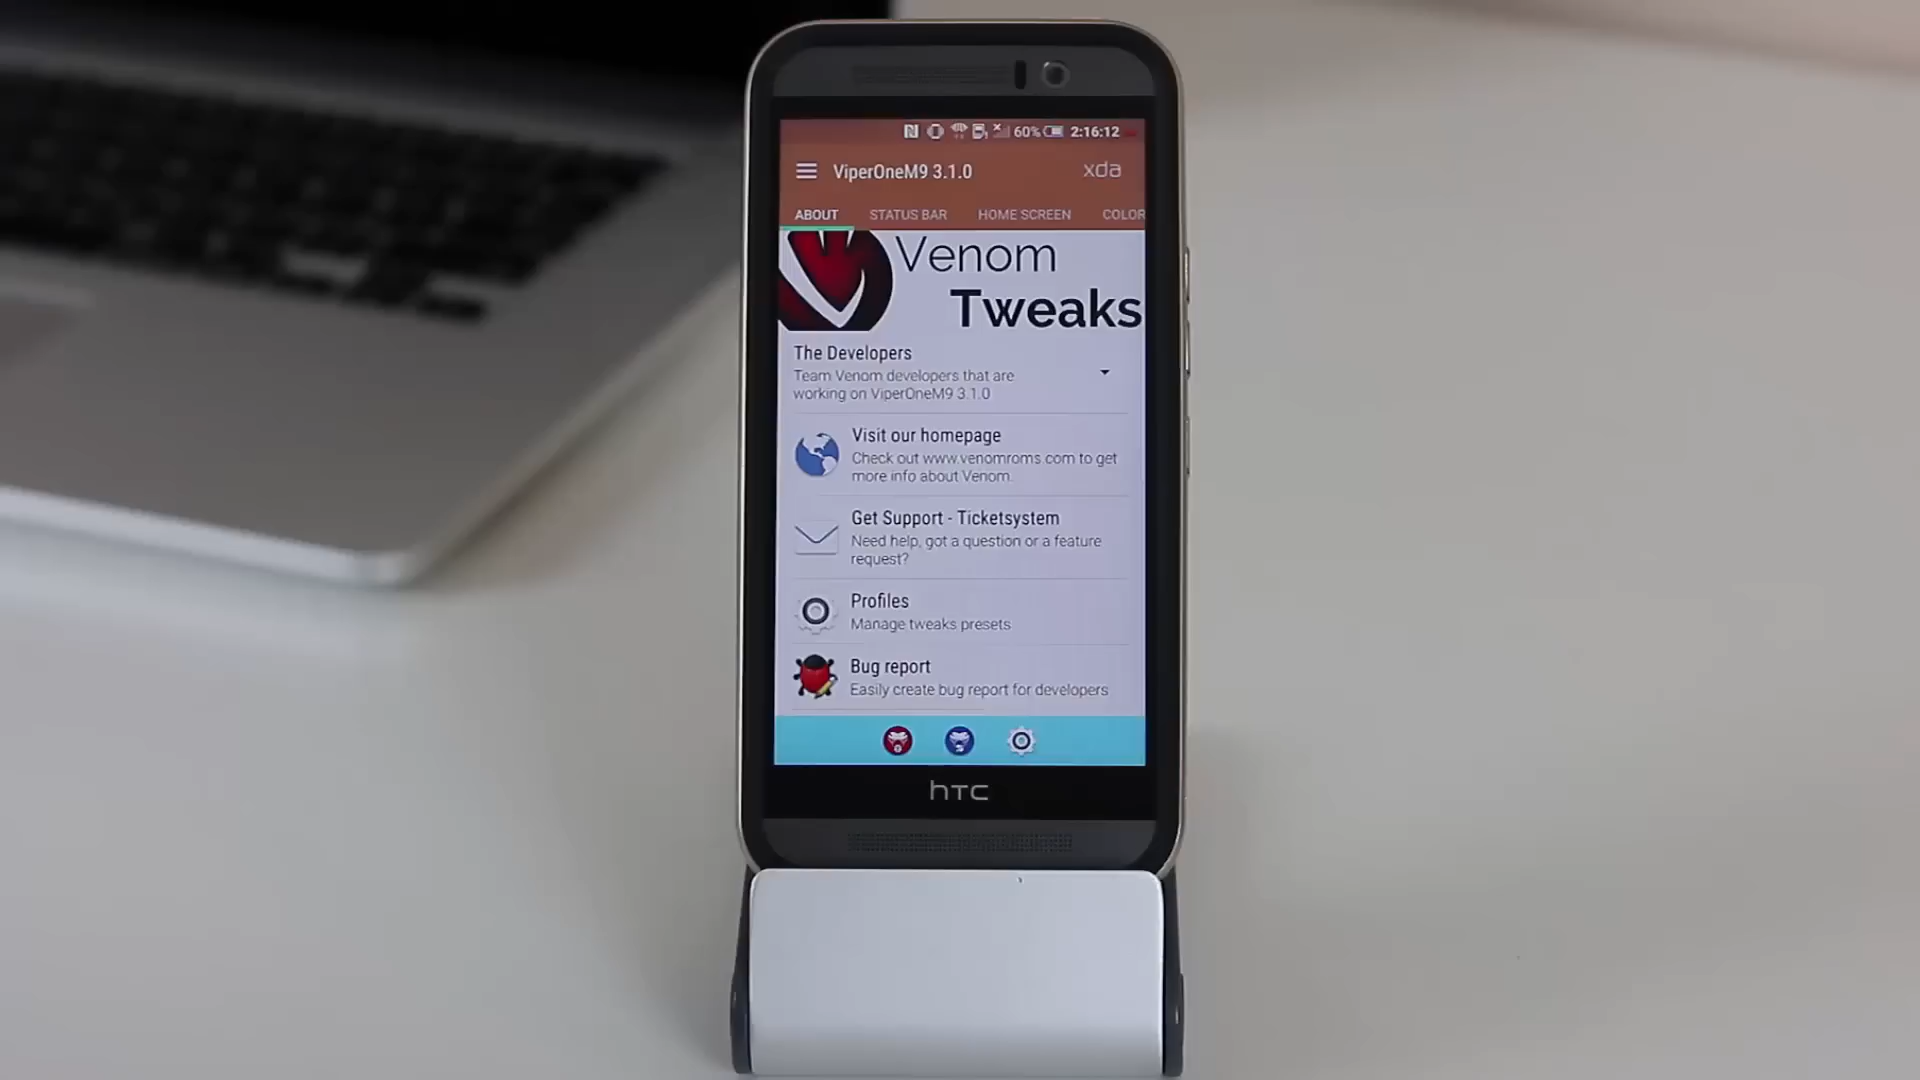 60% 2:16:12
ViperOneM9 3.1.0 xda
ABOUT STATUS BAR HOME SCREEN COLOR
Venom
Tweaks
The Developers
Team Venom developers that are
working on ViperOneM9 3.1.0
Visit our homepage
Check out www.venomroms.com to get
more info about Venom.
Get Support - Ticketsystem
Need help, got a question or a feature
request?
Profiles
Manage tweaks presets
Bug report
Easily create bug report for developers
hTC